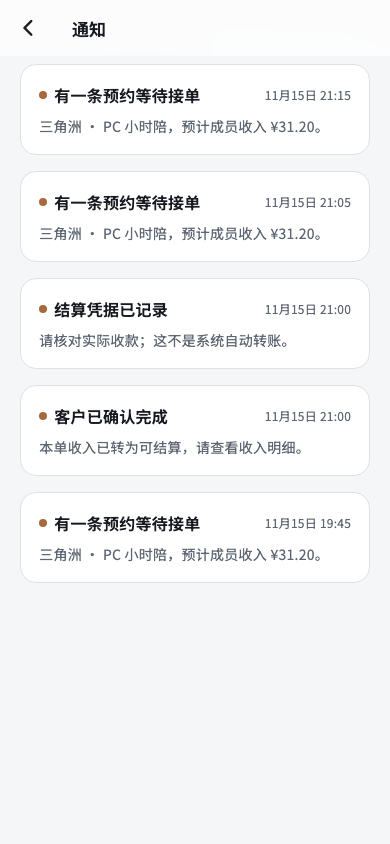 通知
有一条预约等待接单 11月15日 21:15
三角洲 · PC 小时陪，预计成员收入 ¥31.20。
有一条预约等待接单 11月15日 21:05
三角洲 · PC 小时陪，预计成员收入 ¥31.20。
结算凭据已记录 11月15日 21:00
请核对实际收款；这不是系统自动转账。
客户已确认完成 11月15日 21:00
本单收入已转为可结算，请查看收入明细。
有一条预约等待接单 11月15日 19:45
三角洲 · PC 小时陪，预计成员收入 ¥31.20。